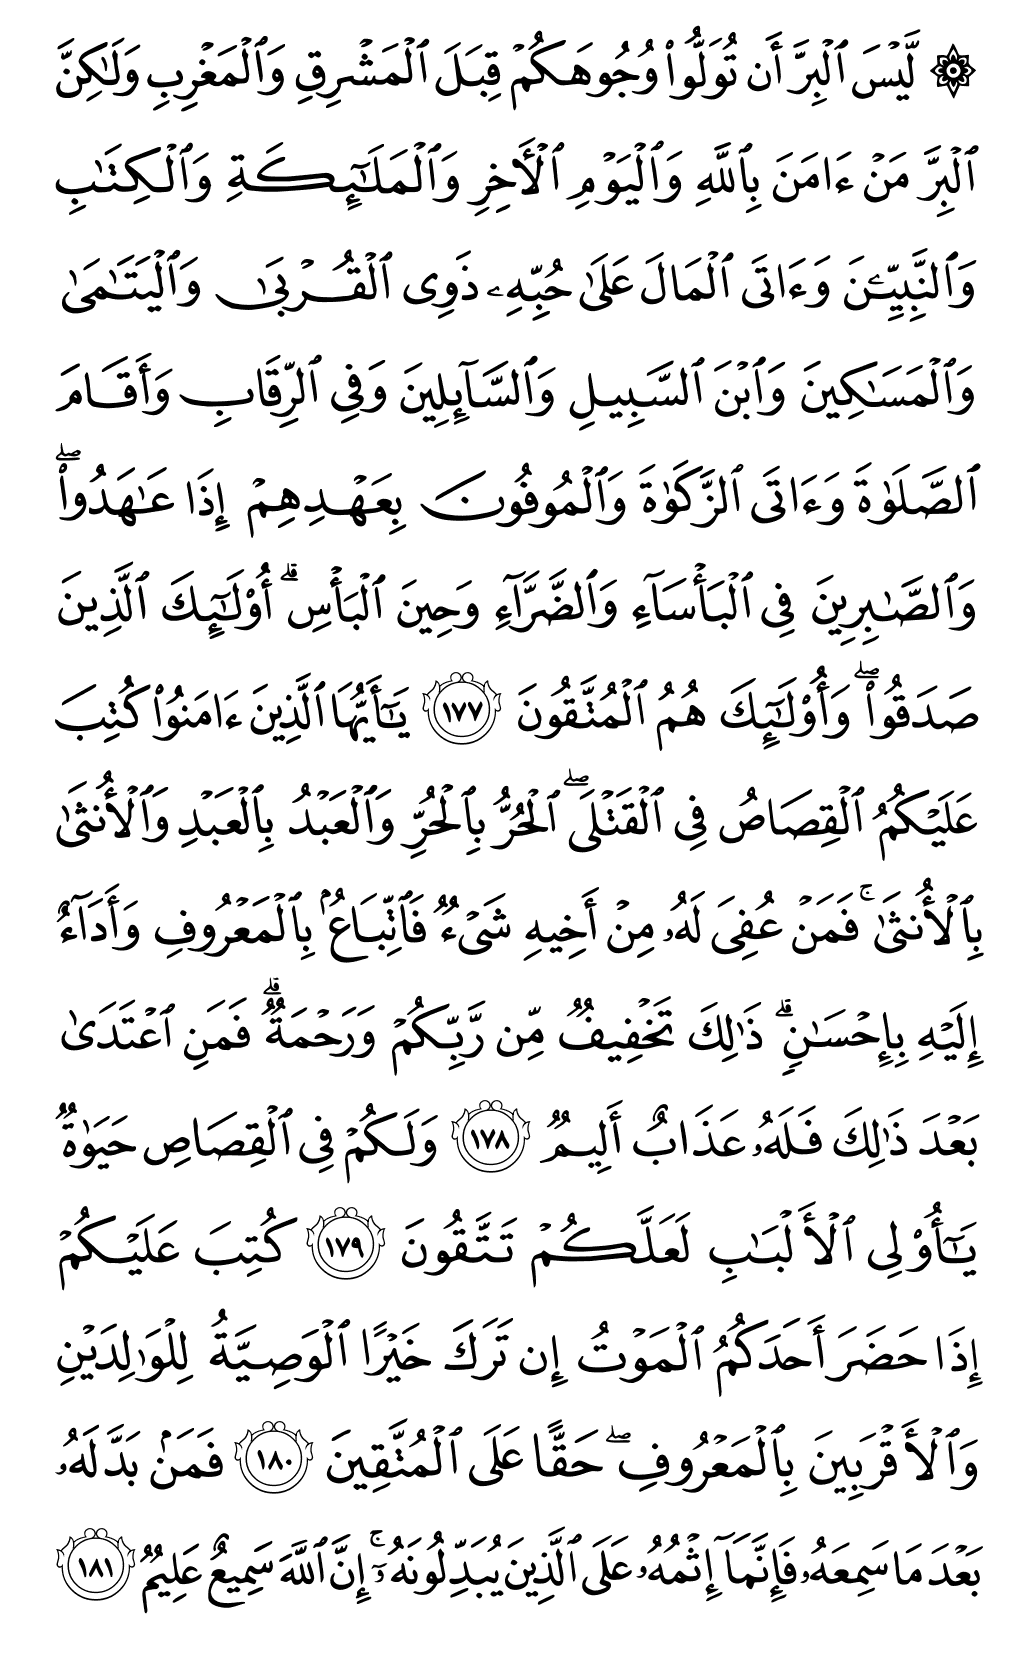 ۞ لَّيْسَ ٱلْبِرَّ أَن تُوَلُّوا۟ وُجُوهَكُمْ قِبَلَ ٱلْمَشْرِقِ وَٱلْمَغْرِبِ وَلَـٰكِنَّ
ٱلْبِرَّ مَنْ ءَامَنَ بِٱللَّهِ وَٱلْيَوْمِ ٱلْـَٔاخِرِ وَٱلْمَلَـٰٓئِكَةِ وَٱلْكِتَـٰبِ
وَٱلنَّبِيِّـۧنَ وَءَاتَى ٱلْمَالَ عَلَىٰ حُبِّهِۦ ذَوِى ٱلْقُرْبَىٰ وَٱلْيَتَـٰمَىٰ
وَٱلْمَسَـٰكِينَ وَٱبْنَ ٱلسَّبِيلِ وَٱلسَّآئِلِينَ وَفِى ٱلرِّقَابِ وَأَقَامَ
ٱلصَّلَوٰةَ وَءَاتَى ٱلزَّكَوٰةَ وَٱلْمُوفُونَ بِعَهْدِهِمْ إِذَا عَـٰهَدُوا۟ ۖ
وَٱلصَّـٰبِرِينَ فِى ٱلْبَأْسَآءِ وَٱلضَّرَّآءِ وَحِينَ ٱلْبَأْسِ ۗ أُو۟لَـٰٓئِكَ ٱلَّذِينَ
صَدَقُوا۟ ۖ وَأُو۟لَـٰٓئِكَ هُمُ ٱلْمُتَّقُونَ ١٧٧ يَـٰٓأَيُّهَا ٱلَّذِينَ ءَامَنُوا۟ كُتِبَ
عَلَيْكُمُ ٱلْقِصَاصُ فِى ٱلْقَتْلَى ۖ ٱلْحُرُّ بِٱلْحُرِّ وَٱلْعَبْدُ بِٱلْعَبْدِ وَٱلْأُنثَىٰ
بِٱلْأُنثَىٰ ۚ فَمَنْ عُفِىَ لَهُۥ مِنْ أَخِيهِ شَىْءٌ فَٱتِّبَاعٌۢ بِٱلْمَعْرُوفِ وَأَدَآءٌ
إِلَيْهِ بِإِحْسَـٰنٍ ۗ ذَٰلِكَ تَخْفِيفٌ مِّن رَّبِّكُمْ وَرَحْمَةٌ ۗ فَمَنِ ٱعْتَدَىٰ
بَعْدَ ذَٰلِكَ فَلَهُۥ عَذَابٌ أَلِيمٌ ١٧٨ وَلَكُمْ فِى ٱلْقِصَاصِ حَيَوٰةٌ
يَـٰٓأُو۟لِى ٱلْأَلْبَـٰبِ لَعَلَّكُمْ تَتَّقُونَ ١٧٩ كُتِبَ عَلَيْكُمْ
إِذَا حَضَرَ أَحَدَكُمُ ٱلْمَوْتُ إِن تَرَكَ خَيْرًا ٱلْوَصِيَّةُ لِلْوَٰلِدَيْنِ
وَٱلْأَقْرَبِينَ بِٱلْمَعْرُوفِ ۖ حَقًّا عَلَى ٱلْمُتَّقِينَ ١٨٠ فَمَنۢ بَدَّلَهُۥ
بَعْدَ مَا سَمِعَهُۥ فَإِنَّمَآ إِثْمُهُۥ عَلَى ٱلَّذِينَ يُبَدِّلُونَهُۥٓ ۚ إِنَّ ٱللَّهَ سَمِيعٌ عَلِيمٌ ١٨١